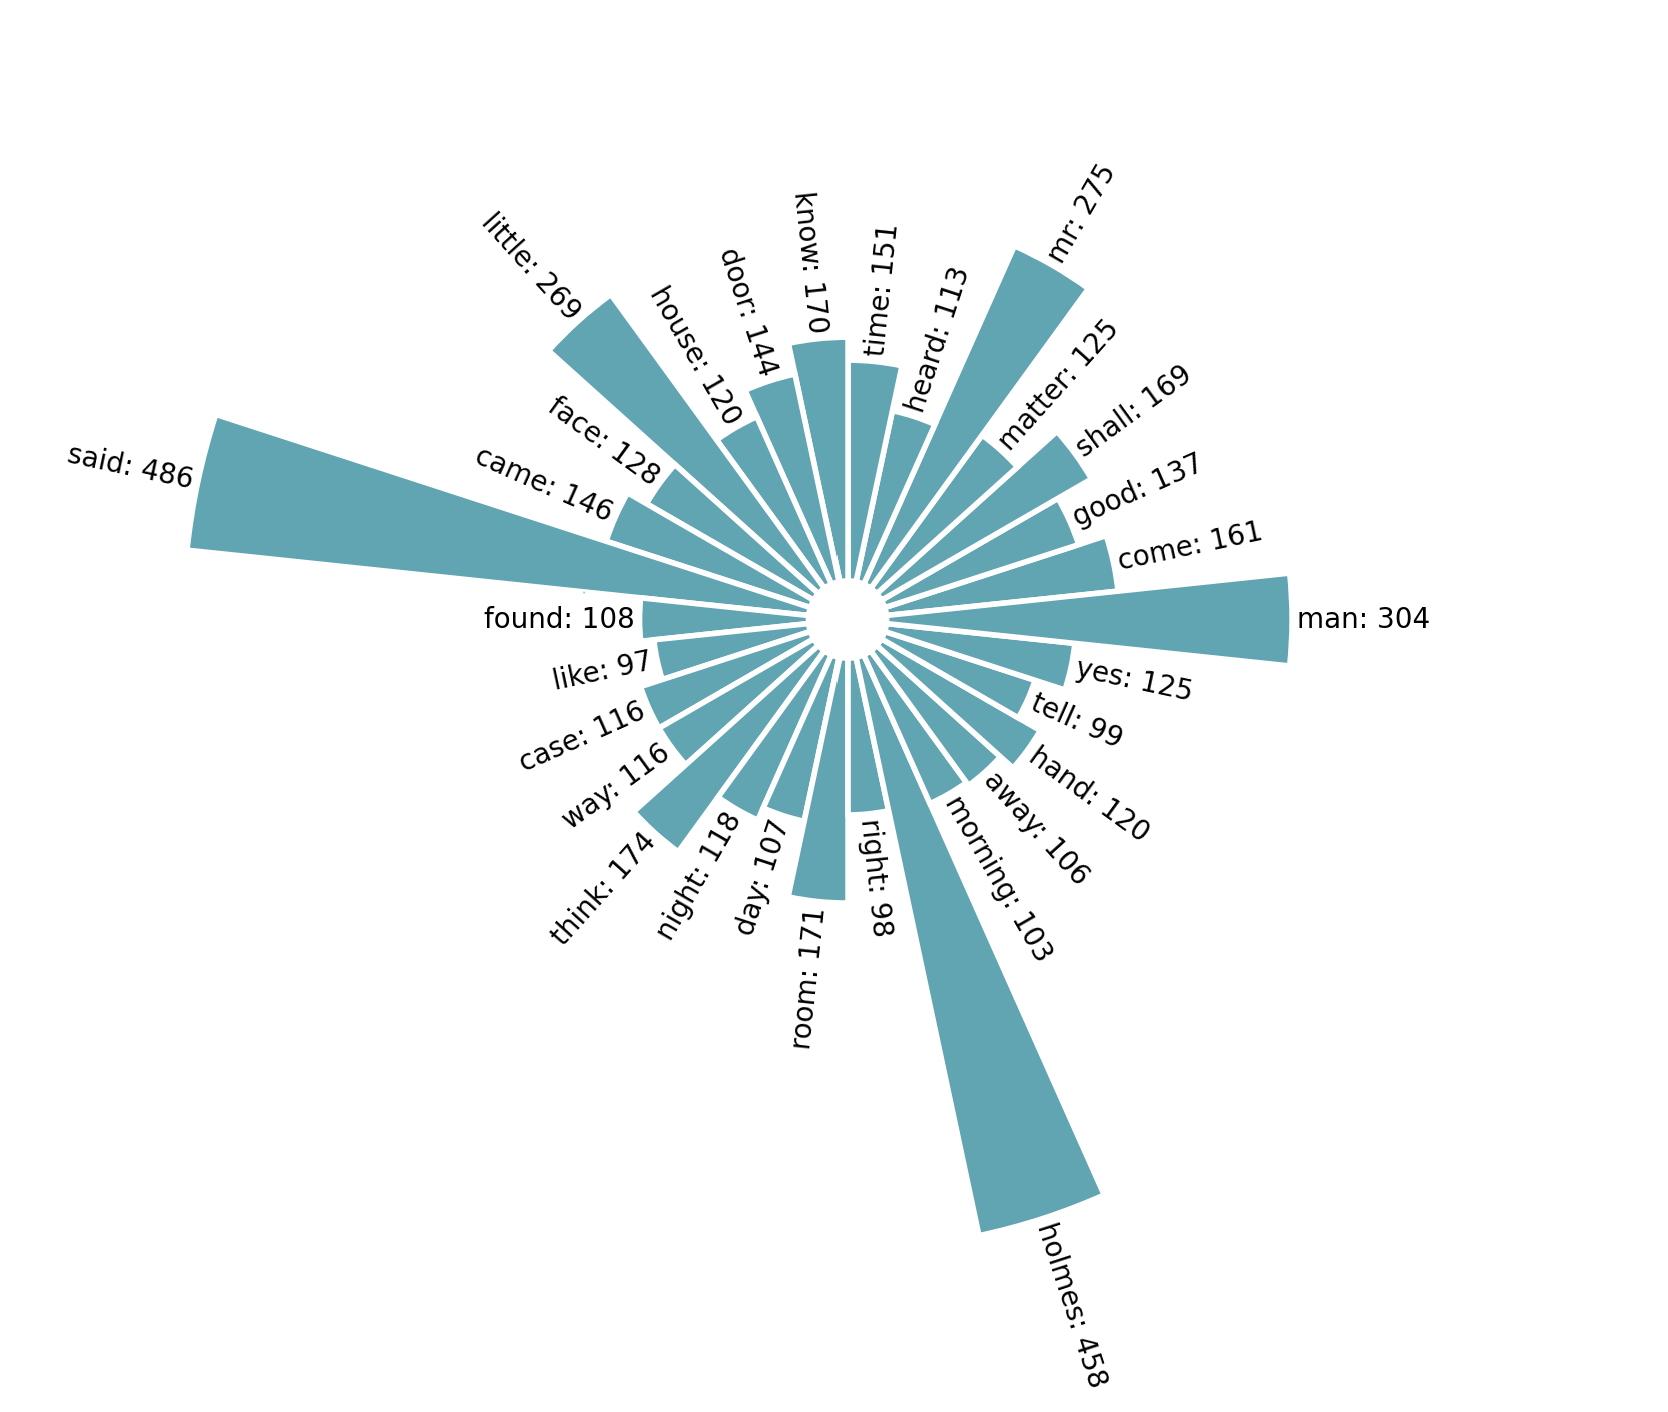 man: 304
come: 161
good: 137
shall: 169
matter: 125
mr: 275
heard: 113
time: 151
know: 170
door: 144
house: 120
little: 269
face: 128
came: 146
said: 486
found: 108
like: 97
case: 116
way: 116
think: 174
night: 118
day: 107
room: 171
right: 98
holmes: 458
morning: 103
away: 106
hand: 120
tell: 99
yes: 125